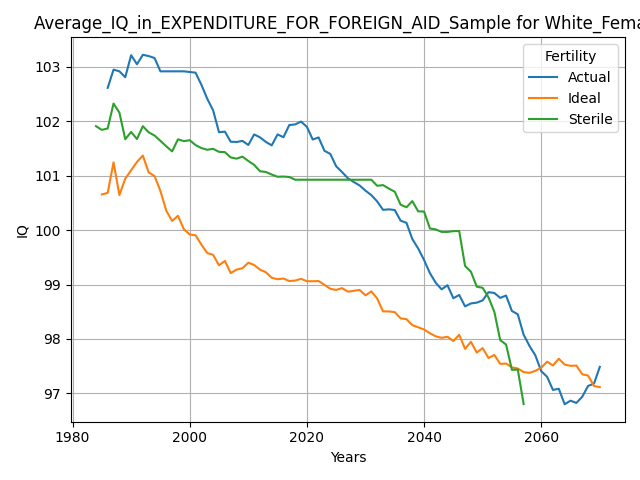 Average_IQ_in_EXPENDITURE_FOR_FOREIGN_AID_Sample for White_Fema
Fertility
Actual
Ideal
Sterile
IQ
103
102
101
100
99
98
97
1980
2000
2020
2040
2060
Years